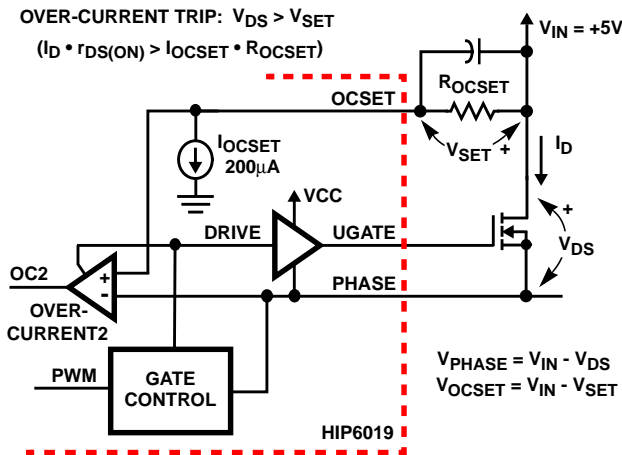 OVER-CURRENT TRIP: VDS > VSET
(ID • rDS(ON) > IOCSET • ROCSET)
VIN = +5V
ROCSET
OCSET
VSET +
IOCSET
200µA
ID
VCC
DRIVE
UGATE
+
VDS
-
OC2
+
-
PHASE
OVER-
CURRENT2
PWM
GATE
CONTROL
VPHASE = VIN - VDS
VOCSET = VIN - VSET
HIP6019